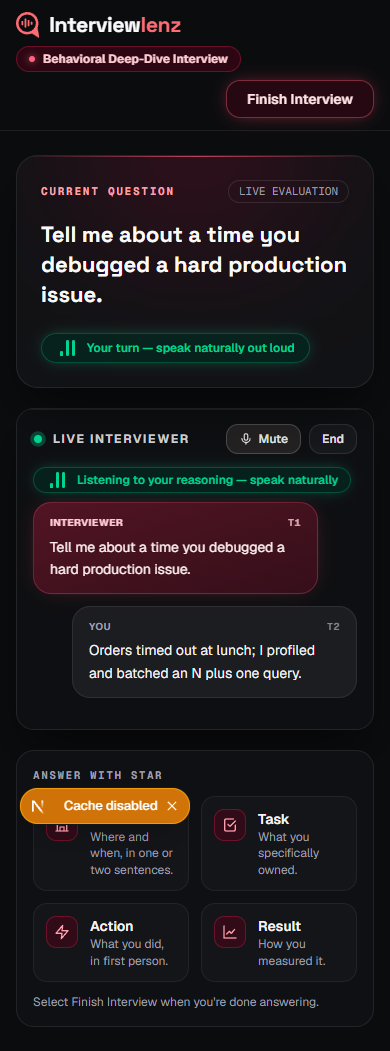 Interviewlenz
Behavioral Deep-Dive Interview
Finish Interview
CURRENT QUESTION
LIVE EVALUATION
Tell me about a time you
debugged a hard production
issue.
Your turn — speak naturally out loud
LIVE INTERVIEWER
Mute
End
Listening to your reasoning — speak naturally
INTERVIEWER
T1
Tell me about a time you debugged a
hard production issue.
YOU
T2
Orders timed out at lunch; I profiled
and batched an N plus one query.
ANSWER WITH STAR
N
Cache disabled
Where and
when, in one or
two sentences.
Task
What you
specifically
owned.
Action
What you did,
in first person.
Result
How you
measured it.
Select Finish Interview when you're done answering.